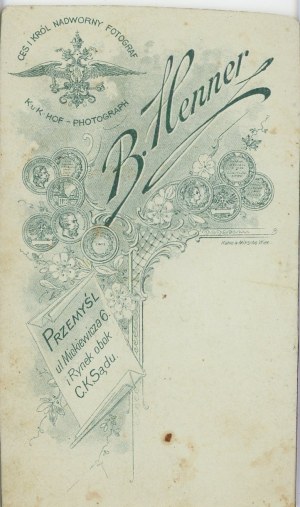 CES I KRÓL NADWORNY FOTOGRAF
K.u.K. HOF-PHOTOGRAPH
B. Henner
PRZEMYŚL
ul. Mickiewicza 6.
i Rynek obok
C.K. Sądu.